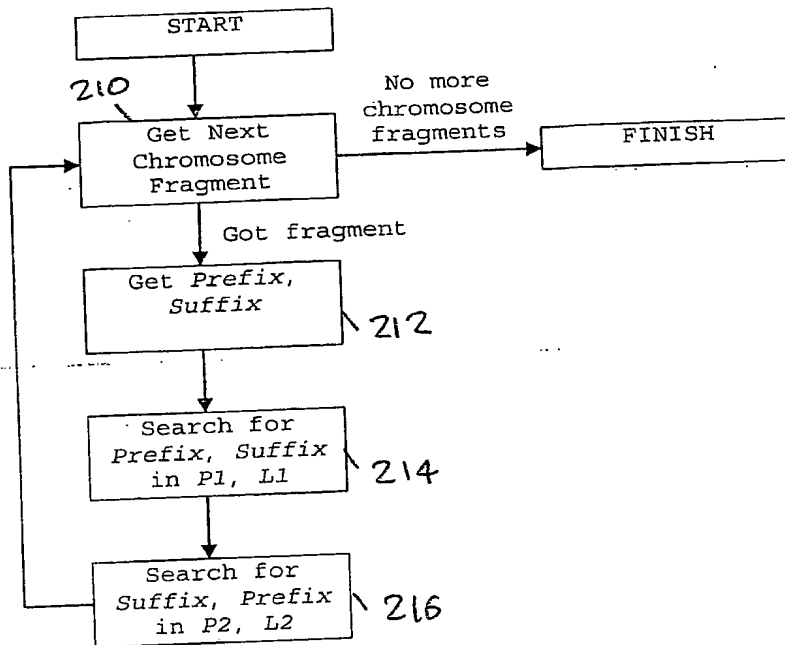 START
210
No more
chromosome
fragments
Get Next
Chromosome
Fragment
FINISH
Got fragment
Get Prefix,
Suffix
212
Search for
Prefix, Suffix
in P1, L1
214
Search for
Suffix, Prefix
in P2, L2
216